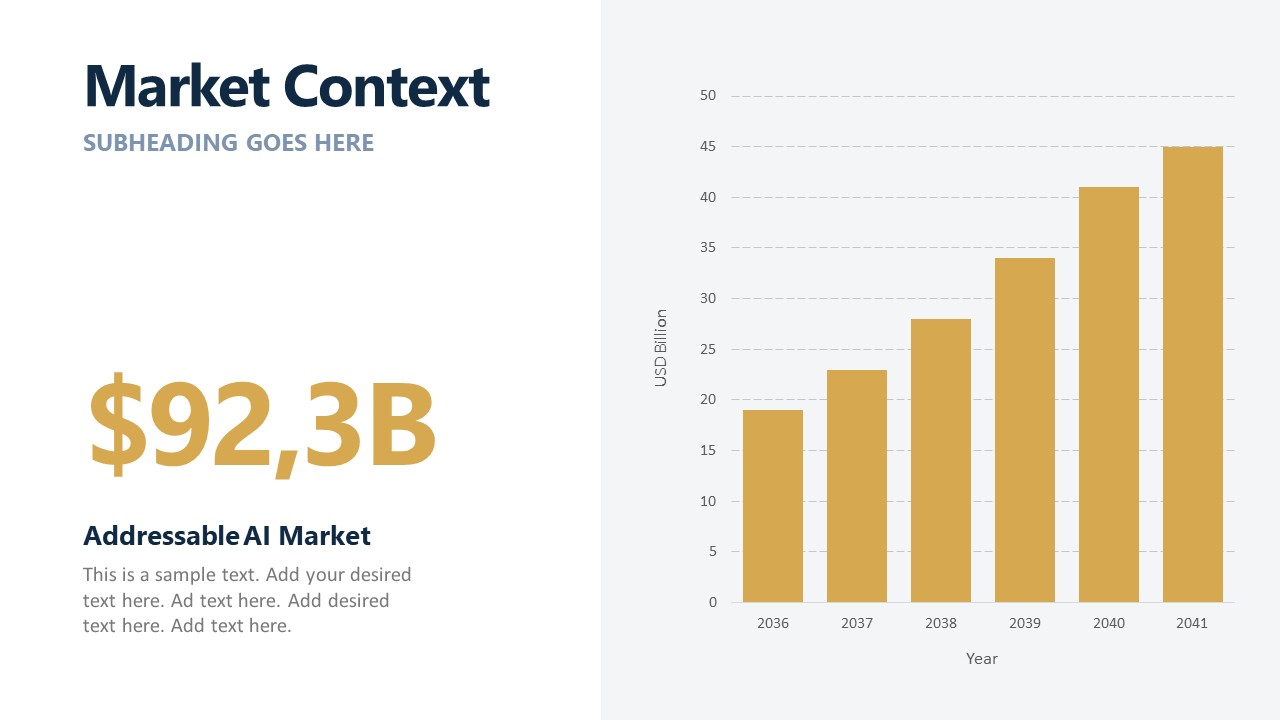 Market Context
SUBHEADING GOES HERE
$92,3B
Addressable AI Market
This is a sample text. Add your desired
text here. Ad text here. Add desired
text here. Add text here.
USD Billion
50
45
40
35
30
25
20
15
10
5
0
2036 2037 2038 2039 2040 2041
Year